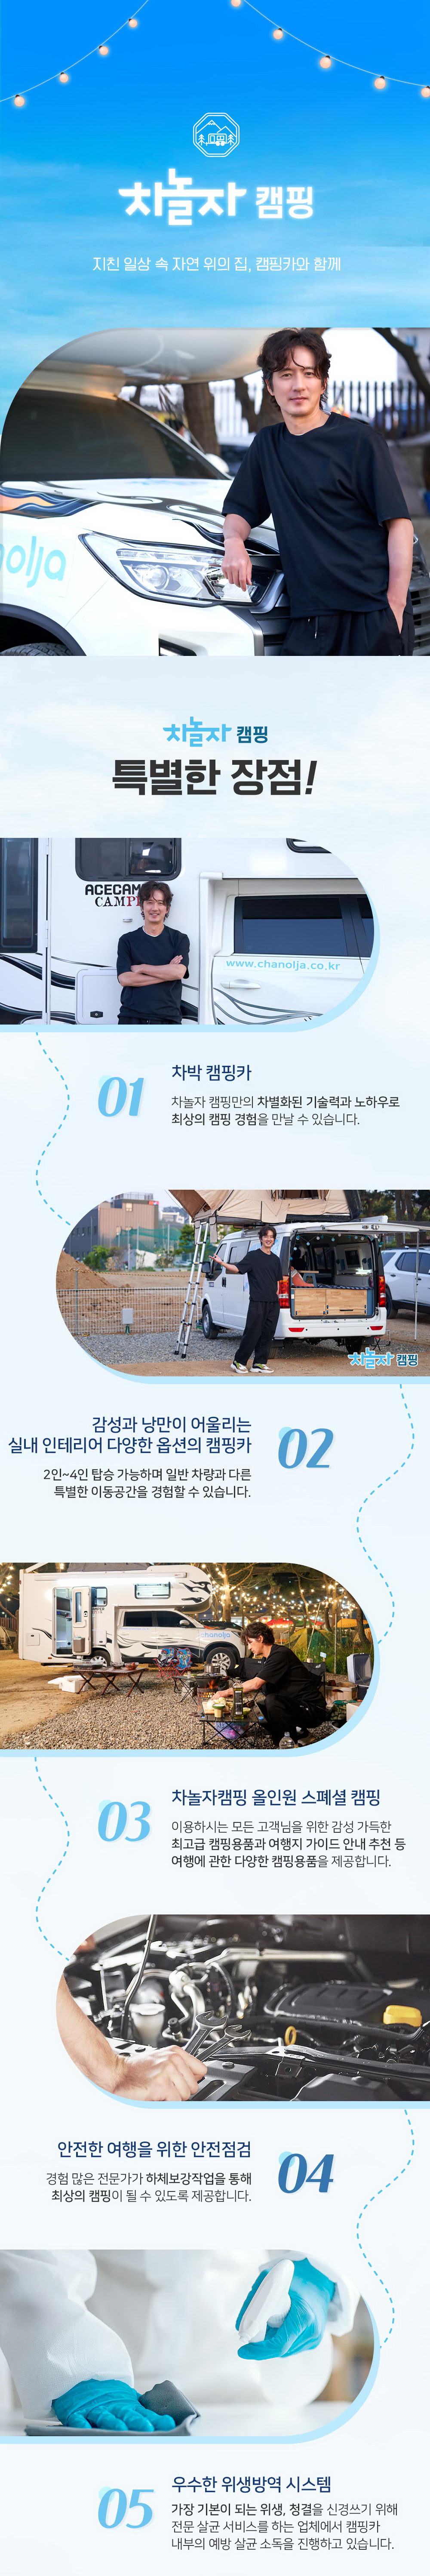 차놀자 캠핑
지친 일상 속 자연 위의 집, 캠핑카와 함께
nolja
차놀자 캠핑
특별한 장점!
ACECAMP
CAMPI
www.chanolja.co.kr
01
차박 캠핑카
차놀자 캠핑만의 차별화된 기술력과 노하우로
최상의 캠핑 경험을 만날 수 있습니다.
차놀자 캠핑
감성과 낭만이 어울리는
실내 인테리어 다양한 옵션의 캠핑카
02
2인~4인 탑승 가능하며 일반 차량과 다른
특별한 이동공간을 경험할 수 있습니다.
chanolja
03
차놀자캠핑 올인원 스페셜 캠핑
이용하시는 모든 고객님을 위한 감성 가득한
최고급 캠핑용품과 여행지 가이드 안내 추천 등
여행에 관한 다양한 캠핑용품을 제공합니다.
안전한 여행을 위한 안전점검
04
경험 많은 전문가가 하체보강작업을 통해
최상의 캠핑이 될 수 있도록 제공합니다.
05
우수한 위생방역 시스템
가장 기본이 되는 위생, 청결을 신경쓰기 위해
전문 살균 서비스를 하는 업체에서 캠핑카
내부의 예방 살균 소독을 진행하고 있습니다.